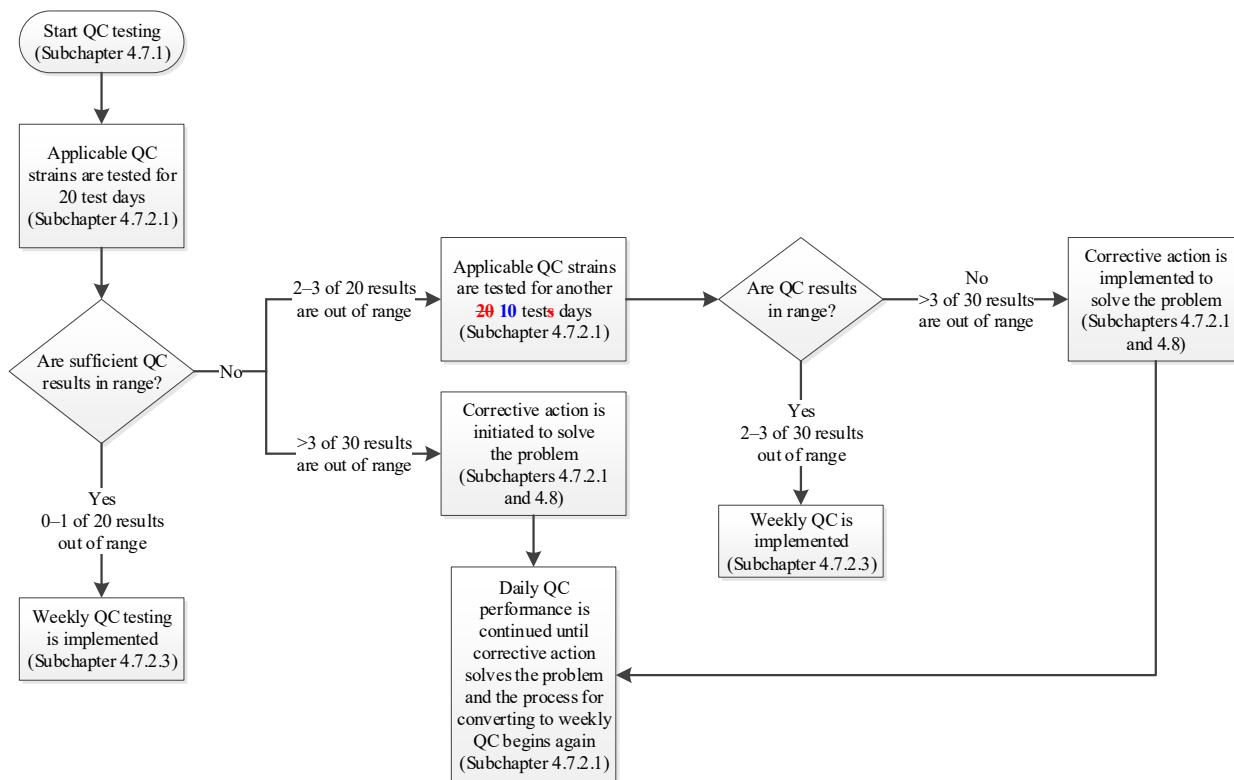 Start QC testing
(Subchapter 4.7.1)
Applicable QC
strains are tested for
20 test days
(Subchapter 4.7.2.1)
Are sufficient QC
results in range?
No
Yes
0–1 of 20 results
out of range
Weekly QC testing
is implemented
(Subchapter 4.7.2.3)
2–3 of 20 results
are out of range
Applicable QC strains
are tested for another
20 10 tests days
(Subchapter 4.7.2.1)
>3 of 30 results
are out of range
Corrective action is
initiated to solve
the problem
(Subchapters 4.7.2.1
and 4.8)
Daily QC
performance is
continued until
corrective action
solves the problem
and the process for
converting to weekly
QC begins again
(Subchapter 4.7.2.1)
Are QC results
in range?
Yes
2–3 of 30 results
out of range
Weekly QC is
implemented
(Subchapter 4.7.2.3)
No
>3 of 30 results
are out of range
Corrective action is
implemented to
solve the problem
(Subchapters 4.7.2.1
and 4.8)